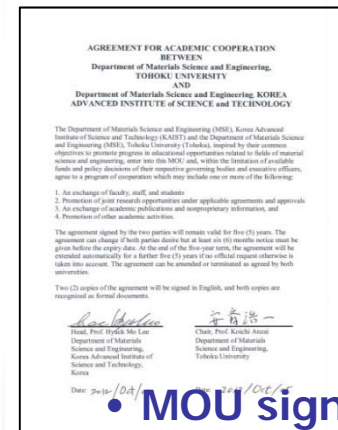 AGREEMENT FOR ACADEMIC COOPERATION
BETWEEN
Department of Materials Science and Engineering,
TOHOKU UNIVERSITY
AND
Department of Materials Science and Engineering, KOREA
ADVANCED INSTITUTE OF SCIENCE and TECHNOLOGY
The Department of Materials Science and Engineering (MSE), Korea Advanced
Institute of Science and Technology (KAIST) and the Department of Materials Science
and Engineering (MSE), Tohoku University (Tohoku), inspired by their common
objectives to promote progress in educational opportunities related to fields of material
science and engineering, enter into this MOU and, within the limitation of available
funds and policy decisions of their respective governing bodies and executive officers,
agree to a program of cooperation which may include one or more of the following:
1. An exchange of faculty, staff, and students
2. Promotion of joint research opportunities under applicable agreements and approvals
3. An exchange of academic publications and nonproprietary information, and
4. Promotion of other academic activities.
The agreement signed by the two parties will remain valid for five (5) years. The
agreement can change if both parties desire but at least six (6) months notice must be
given before the expiry date. At the end of the five-year term, the agreement will be
extended automatically for a further five (5) years if no official request otherwise is
taken into account. The agreement can be amended or terminated as agreed by both
universities.
Two (2) copies of the agreement will be signed in English, and both copies are
recognized as formal documents.
Head, Prof. Hyuck Mo Lee
Department of Materials
Science and Engineering,
Korea Advanced Institute of
Science and Technology,
Korea
Chair, Prof. Koichi Anzai
Department of Materials
Science and Engineering,
Tohoku University
Date: 2012/Oct/
Date: 2012/Oct/
• MOU sign